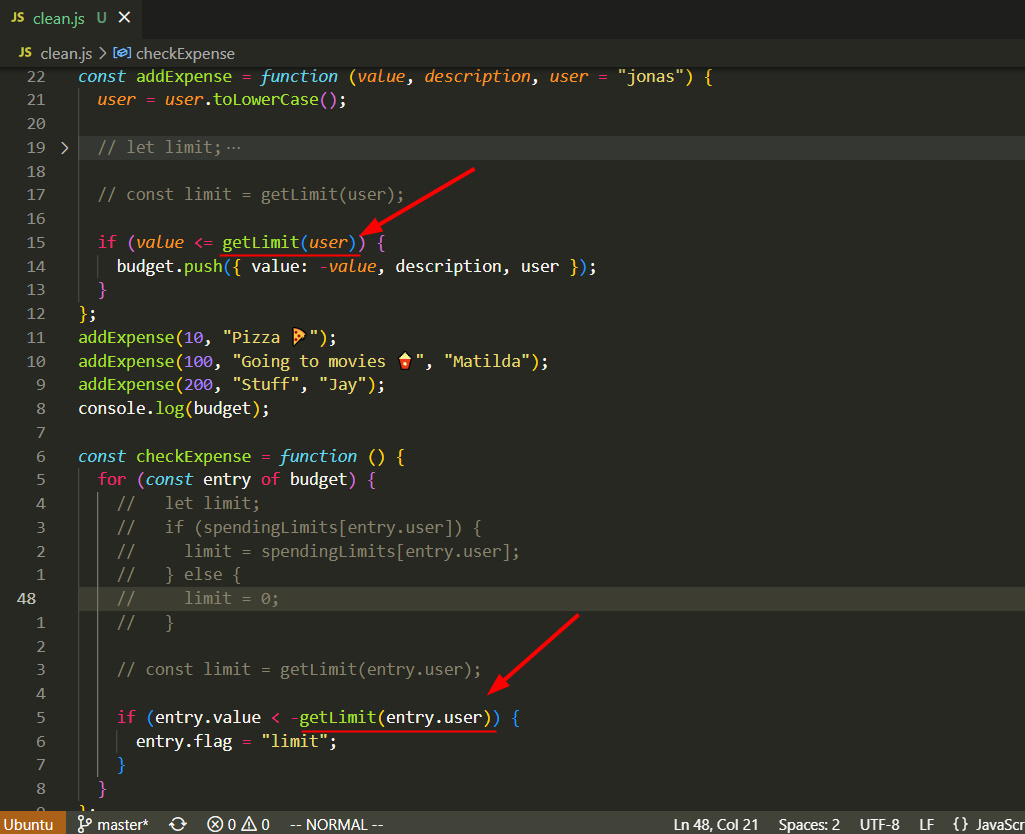 JS clean.js U ×
JS clean.js > checkExpense
22 const addExpense = function (value, description, user = "jonas") {
21 user = user.toLowerCase();
20
19 > // let limit;···
18
17 // const limit = getLimit(user);
16
15 if (value <= getLimit(user)) {
14 budget.push({ value: -value, description, user });
13 }
12 };
11 addExpense(10, "Pizza 🍕");
10 addExpense(100, "Going to movies 🍿", "Matilda");
9 addExpense(200, "Stuff", "Jay");
8 console.log(budget);
7
6 const checkExpense = function () {
5 for (const entry of budget) {
4 // let limit;
3 // if (spendingLimits[entry.user]) {
2 // limit = spendingLimits[entry.user];
1 // } else {
48 // limit = 0;
1 // }
2
3 // const limit = getLimit(entry.user);
4
5 if (entry.value < -getLimit(entry.user)) {
6 entry.flag = "limit";
7 }
8 }
9 };
Ubuntu master* 0 0 -- NORMAL -- Ln 48, Col 21 Spaces: 2 UTF-8 LF {} JavaScr